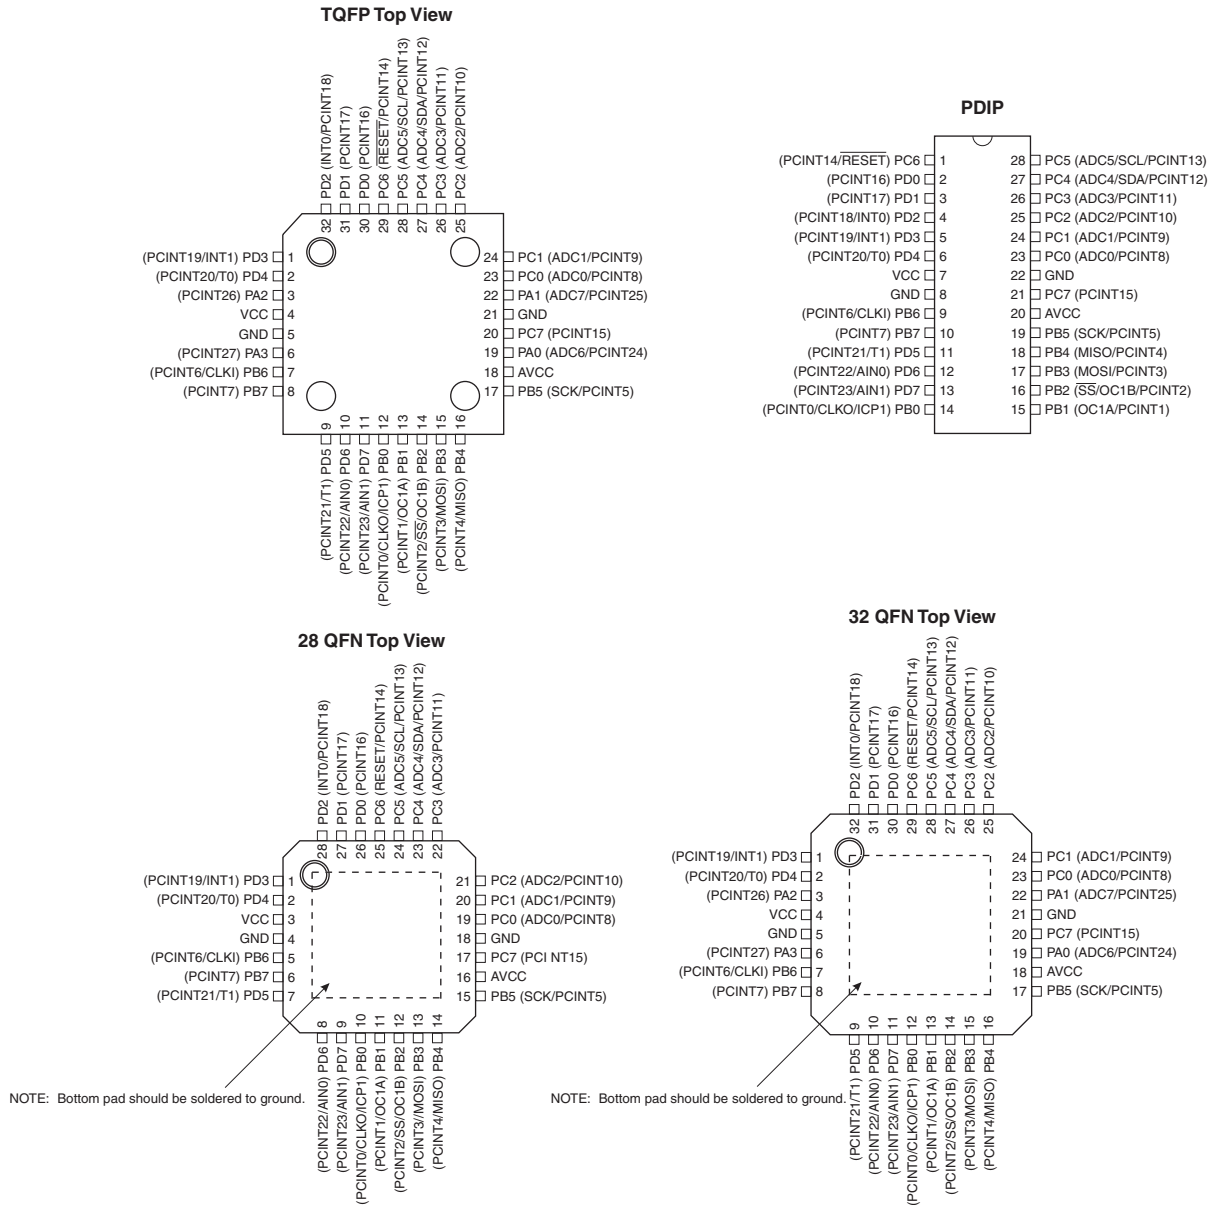 TQFP Top View
32 PD2 (INT0/PCINT18)
31 PD1 (PCINT17)
30 PD0 (PCINT16)
29 PC6 (RESET/PCINT14)
28 PC5 (ADC5/SCL/PCINT13)
27 PC4 (ADC4/SDA/PCINT12)
26 PC3 (ADC3/PCINT11)
25 PC2 (ADC2/PCINT10)
(PCINT19/INT1) PD3 1
(PCINT20/T0) PD4 2
(PCINT26) PA2 3
VCC 4
GND 5
(PCINT27) PA3 6
(PCINT6/CLKI) PB6 7
(PCINT7) PB7 8
24 PC1 (ADC1/PCINT9)
23 PC0 (ADC0/PCINT8)
22 PA1 (ADC7/PCINT25)
21 GND
20 PC7 (PCINT15)
19 PA0 (ADC6/PCINT24)
18 AVCC
17 PB5 (SCK/PCINT5)
(PCINT21/T1) PD5 9
(PCINT22/AIN0) PD6 10
(PCINT23/AIN1) PD7 11
(PCINT0/CLKO/ICP1) PB0 12
(PCINT1/OC1A) PB1 13
(PCINT2/SS/OC1B) PB2 14
(PCINT3/MOSI) PB3 15
(PCINT4/MISO) PB4 16
PDIP
(PCINT14/RESET) PC6 1
(PCINT16) PD0 2
(PCINT17) PD1 3
(PCINT18/INT0) PD2 4
(PCINT19/INT1) PD3 5
(PCINT20/T0) PD4 6
VCC 7
GND 8
(PCINT6/CLKI) PB6 9
(PCINT7) PB7 10
(PCINT21/T1) PD5 11
(PCINT22/AIN0) PD6 12
(PCINT23/AIN1) PD7 13
(PCINT0/CLKO/ICP1) PB0 14
28 PC5 (ADC5/SCL/PCINT13)
27 PC4 (ADC4/SDA/PCINT12)
26 PC3 (ADC3/PCINT11)
25 PC2 (ADC2/PCINT10)
24 PC1 (ADC1/PCINT9)
23 PC0 (ADC0/PCINT8)
22 GND
21 PC7 (PCINT15)
20 AVCC
19 PB5 (SCK/PCINT5)
18 PB4 (MISO/PCINT4)
17 PB3 (MOSI/PCINT3)
16 PB2 (SS/OC1B/PCINT2)
15 PB1 (OC1A/PCINT1)
28 QFN Top View
28 PD2 (INT0/PCINT18)
27 PD1 (PCINT17)
26 PD0 (PCINT16)
25 PC6 (RESET/PCINT14)
24 PC5 (ADC5/SCL/PCINT13)
23 PC4 (ADC4/SDA/PCINT12)
22 PC3 (ADC3/PCINT11)
(PCINT19/INT1) PD3 1
(PCINT20/T0) PD4 2
VCC 3
GND 4
(PCINT6/CLKI) PB6 5
(PCINT7) PB7 6
(PCINT21/T1) PD5 7
21 PC2 (ADC2/PCINT10)
20 PC1 (ADC1/PCINT9)
19 PC0 (ADC0/PCINT8)
18 GND
17 PC7 (PCI NT15)
16 AVCC
15 PB5 (SCK/PCINT5)
(PCINT22/AIN0) PD6 8
(PCINT23/AIN1) PD7 9
(PCINT0/CLKO/ICP1) PB0 10
(PCINT1/OC1A) PB1 11
(PCINT2/SS/OC1B) PB2 12
(PCINT3//MOSI) PB3 13
(PCINT4/MISO) PB4 14
NOTE: Bottom pad should be soldered to ground.
32 QFN Top View
32 PD2 (INT0/PCINT18)
31 PD1 (PCINT17)
30 PD0 (PCINT16)
29 PC6 (RESET/PCINT14)
28 PC5 (ADC5/SCL/PCINT13)
27 PC4 (ADC4/SDA/PCINT12)
26 PC3 (ADC3/PCINT11)
25 PC2 (ADC2/PCINT10)
(PCINT19/INT1) PD3 1
(PCINT20/T0) PD4 2
(PCINT26) PA2 3
VCC 4
GND 5
(PCINT27) PA3 6
(PCINT6/CLKI) PB6 7
(PCINT7) PB7 8
24 PC1 (ADC1/PCINT9)
23 PC0 (ADC0/PCINT8)
22 PA1 (ADC7/PCINT25)
21 GND
20 PC7 (PCINT15)
19 PA0 (ADC6/PCINT24)
18 AVCC
17 PB5 (SCK/PCINT5)
(PCINT21/T1) PD5 9
(PCINT22/AIN0) PD6 10
(PCINT23/AIN1) PD7 11
(PCINT0/CLKO/ICP1) PB0 12
(PCINT1/OC1A) PB1 13
(PCINT2/SS/OC1B) PB2 14
(PCINT3/MOSI) PB3 15
(PCINT4/MISO) PB4 16
NOTE: Bottom pad should be soldered to ground.